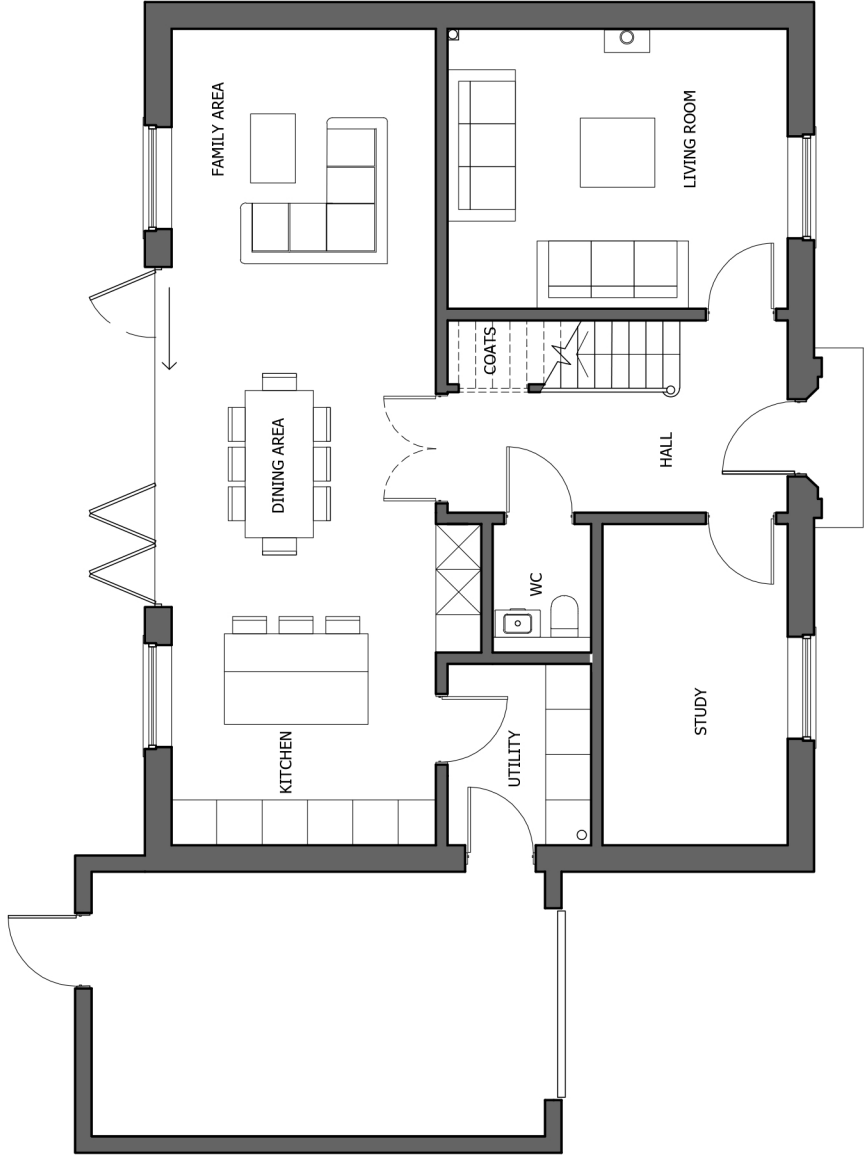 FAMILY AREA
LIVING ROOM
COATS
DINING AREA
HALL
WC
STUDY
KITCHEN
UTILITY